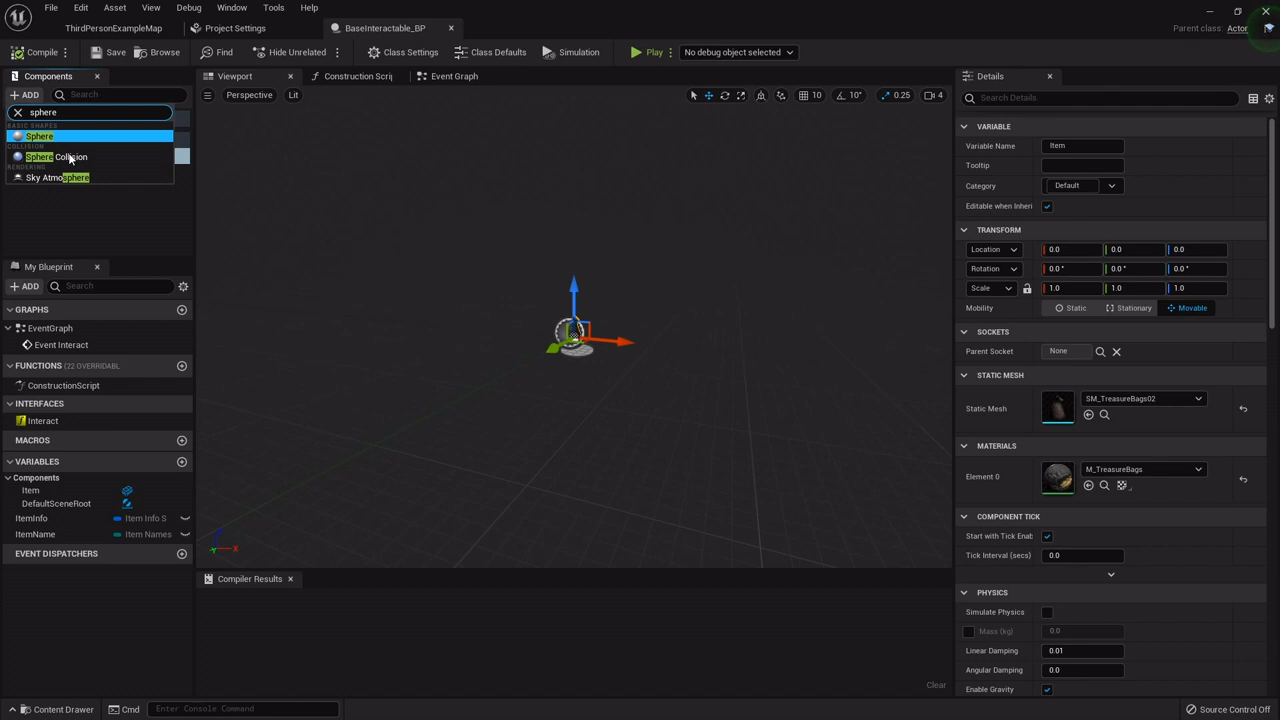 File Edit Asset View Debug Window Tools Help
ThirdPersonExampleMap Project Settings BaseInteractable_BP Parent class: Actor
Compile Save Browse Find Hide Unrelated Class Settings Class Defaults Simulation Play No debug object selected
Components
ADD Search
sphere
BASIC SHAPES
Sphere
COLLISION
Sphere Collision
RENDERING
Sky Atmosphere
My Blueprint
ADD Search
GRAPHS
EventGraph
Event Interact
FUNCTIONS (22 OVERRIDABL
ConstructionScript
INTERFACES
Interact
MACROS
VARIABLES
Components
Item
DefaultSceneRoot
ItemInfo Item Info S
ItemName Item Names
EVENT DISPATCHERS
Viewport Construction Scrip Event Graph
Perspective Lit 10 10° 0.25 4
Z
X
Y
Compiler Results
Clear
Details
Search Details
VARIABLE
Variable Name Item
Tooltip
Category Default
Editable when Inheri
TRANSFORM
Location 0.0 0.0 0.0
Rotation 0.0 ° 0.0 ° 0.0 °
Scale 1.0 1.0 1.0
Mobility Static Stationary Movable
SOCKETS
Parent Socket None
STATIC MESH
Static Mesh SM_TreasureBags02
MATERIALS
Element 0 M_TreasureBags
COMPONENT TICK
Start with Tick Enab
Tick Interval (secs) 0.0
PHYSICS
Simulate Physics
Mass (kg) 0.0
Linear Damping 0.01
Angular Damping 0.0
Enable Gravity
Content Drawer Cmd Enter Console Command Source Control Off